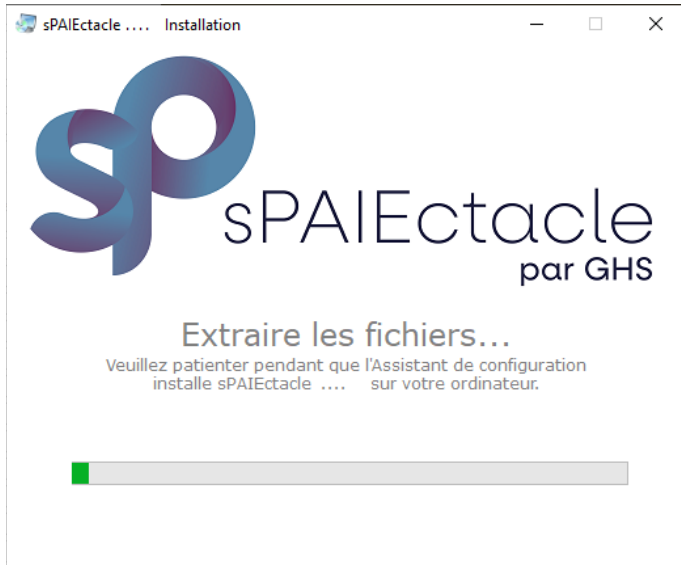 sPAIEctacle .... Installation
sP
sPAIEctacle
par GHS
Extraire les fichiers...
Veuillez patienter pendant que l'Assistant de configuration
installe sPAIEctacle .... sur votre ordinateur.